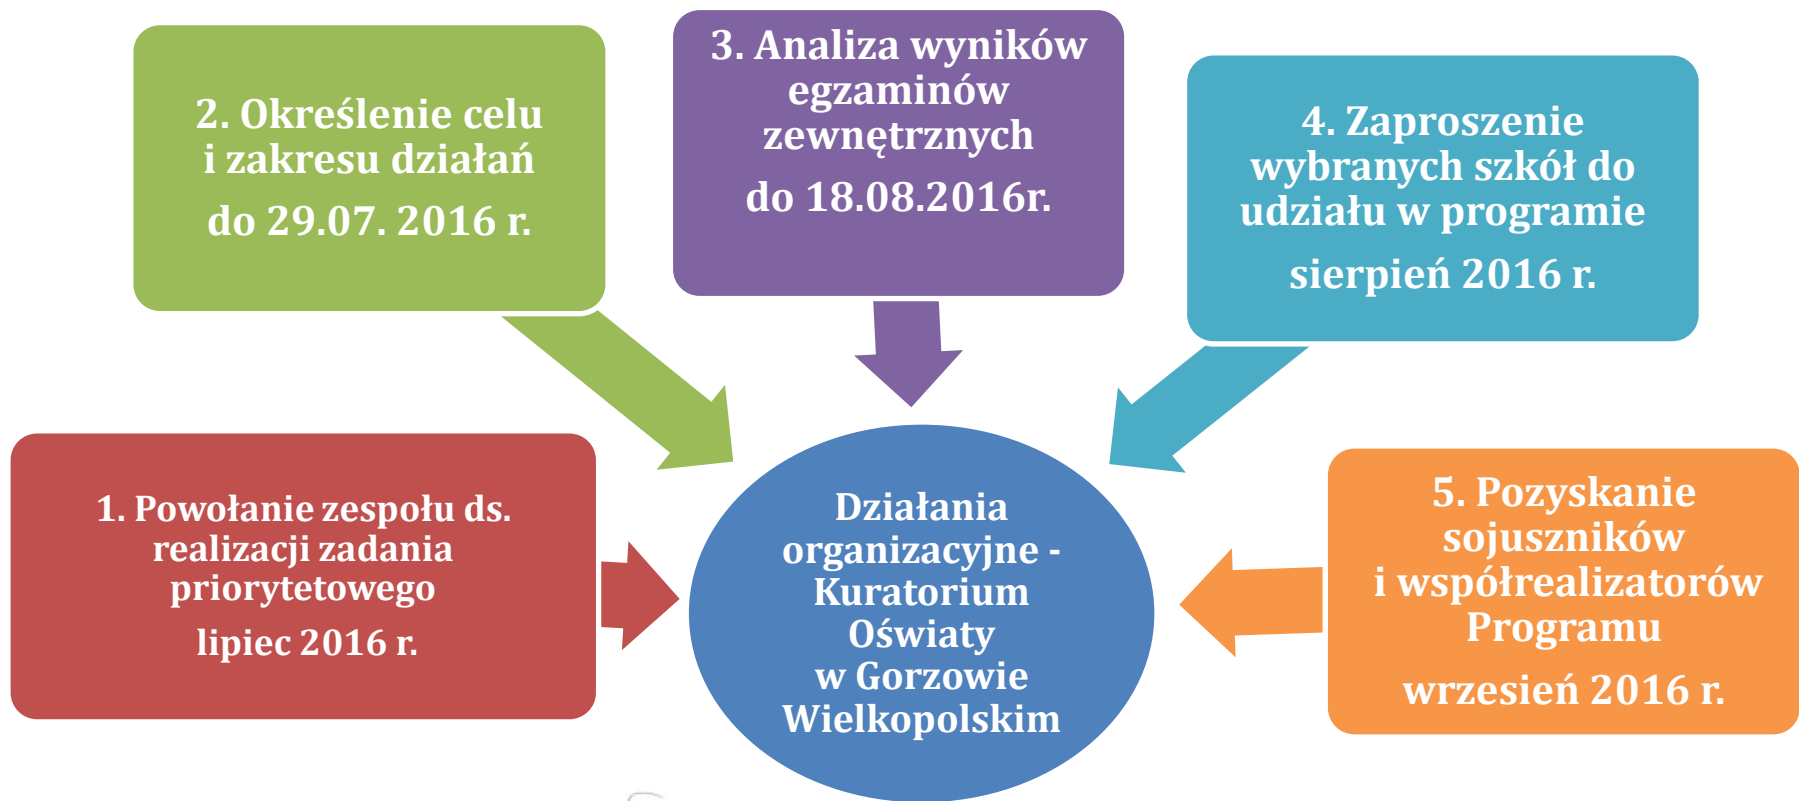 1. Powołanie zespołu ds.
realizacji zadania
priorytetowego
lipiec 2016 r.
2. Określenie celu
i zakresu działań
do 29.07. 2016 r.
3. Analiza wyników
egzaminów
zewnętrznych
do 18.08.2016r.
4. Zaproszenie
wybranych szkół do
udziału w programie
sierpień 2016 r.
5. Pozyskanie
sojuszników
i współrealizatorów
Programu
wrzesień 2016 r.
Działania
organizacyjne -
Kuratorium
Oświaty
w Gorzowie
Wielkopolskim